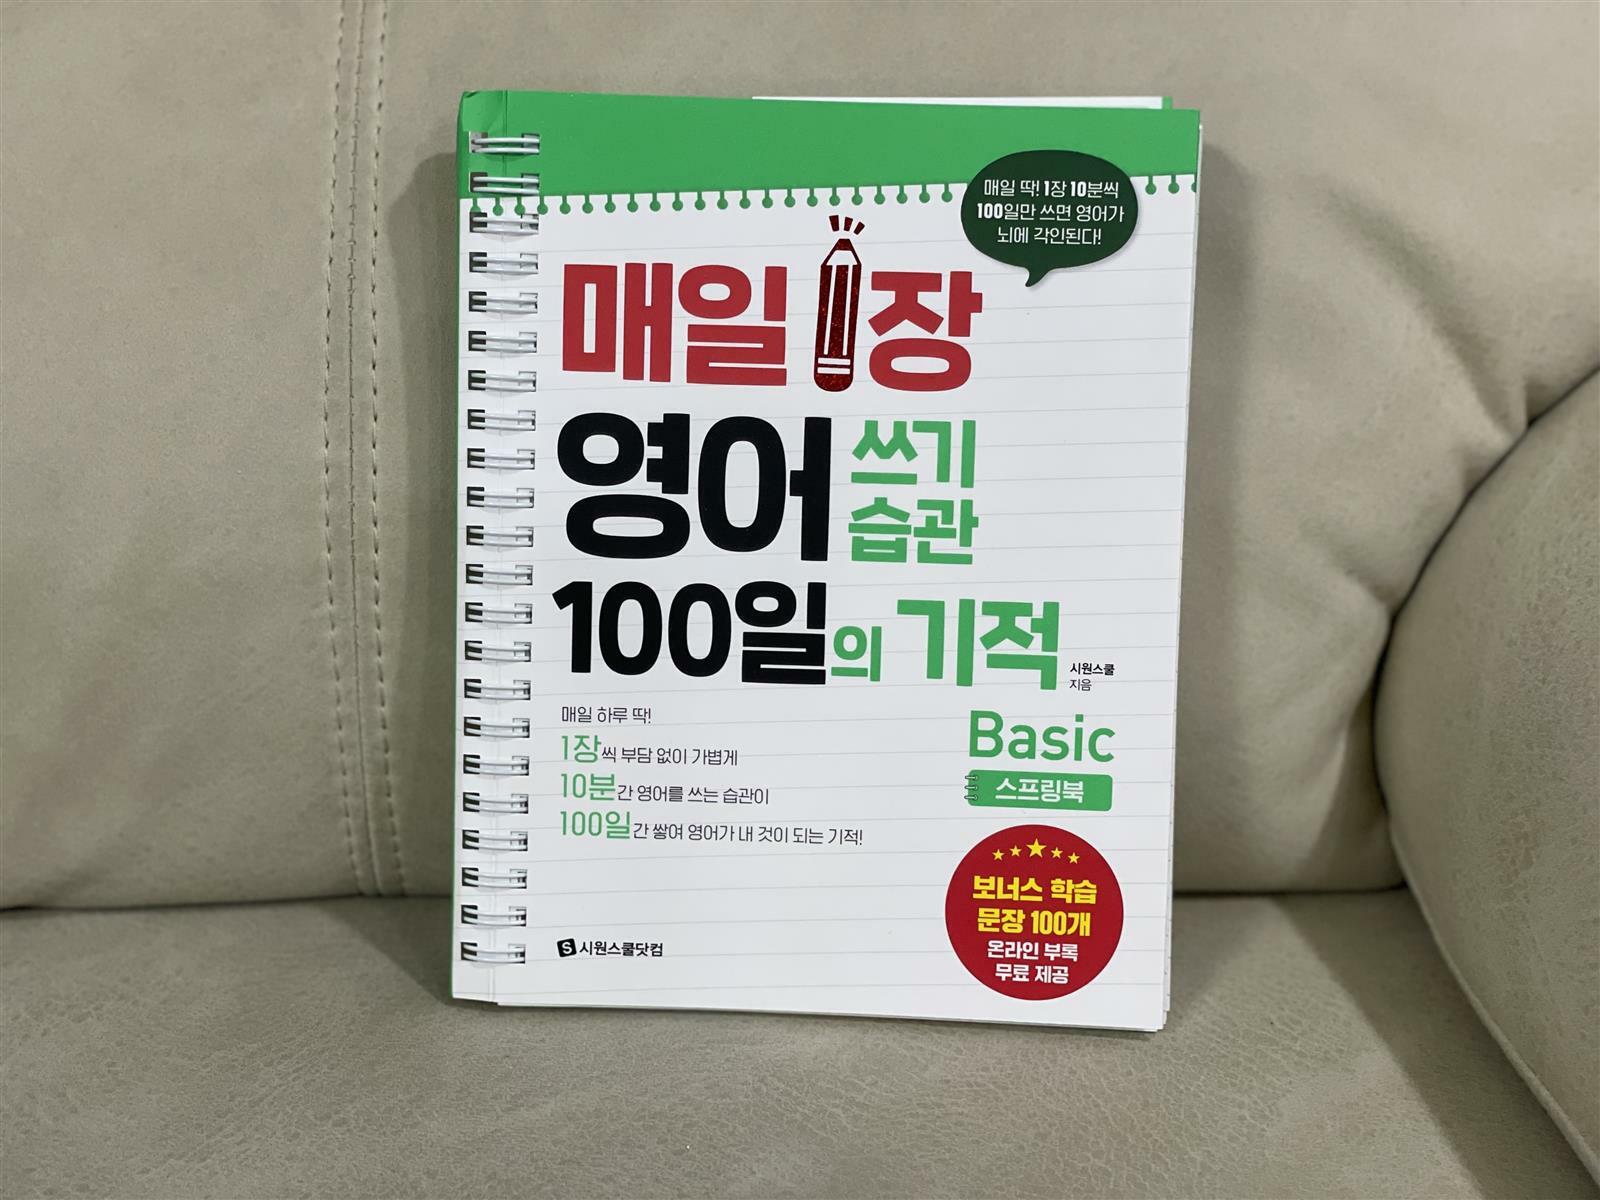 매일 딱! 1장 10분씩
100일만 쓰면 영어가
뇌에 각인된다!
매일 1장
영어 쓰기 습관
100일의 기적
시원스쿨
지음
매일 하루 딱!
1장씩 부담 없이 가볍게
10분간 영어를 쓰는 습관이
100일간 쌓여 영어가 내 것이 되는 기적!
Basic
스프링북
보너스 학습
문장 100개
온라인 부록
무료 제공
S 시원스쿨닷컴